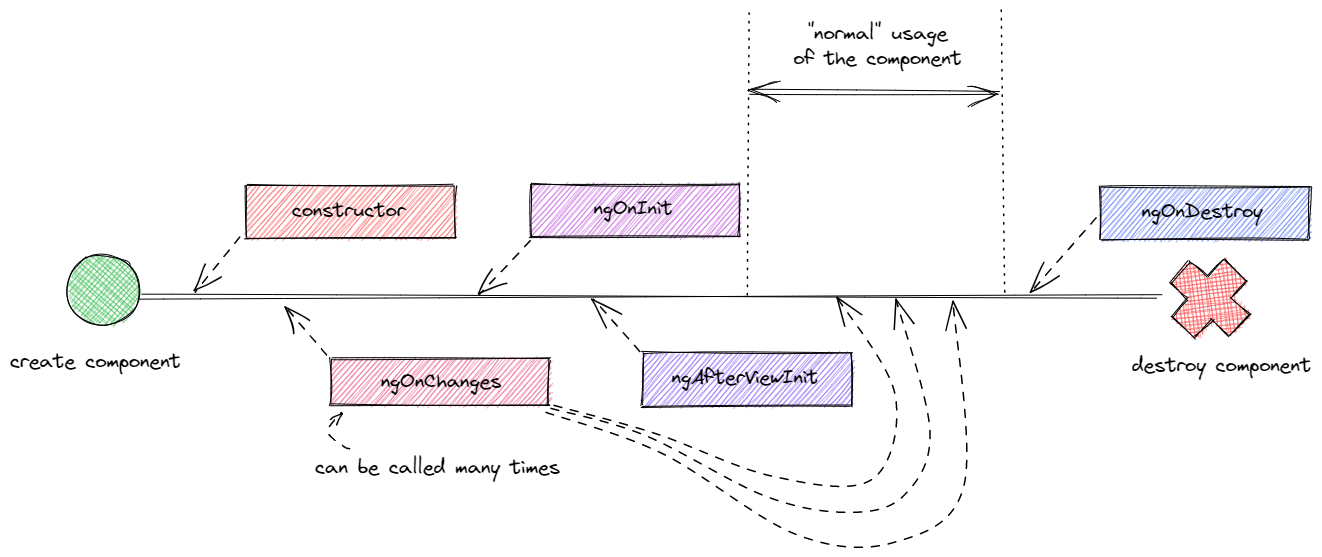 "normal" usage
of the component
constructor
ngOnInit
ngOnDestroy
create component
destroy component
ngOnChanges
ngAfterViewInit
can be called many times